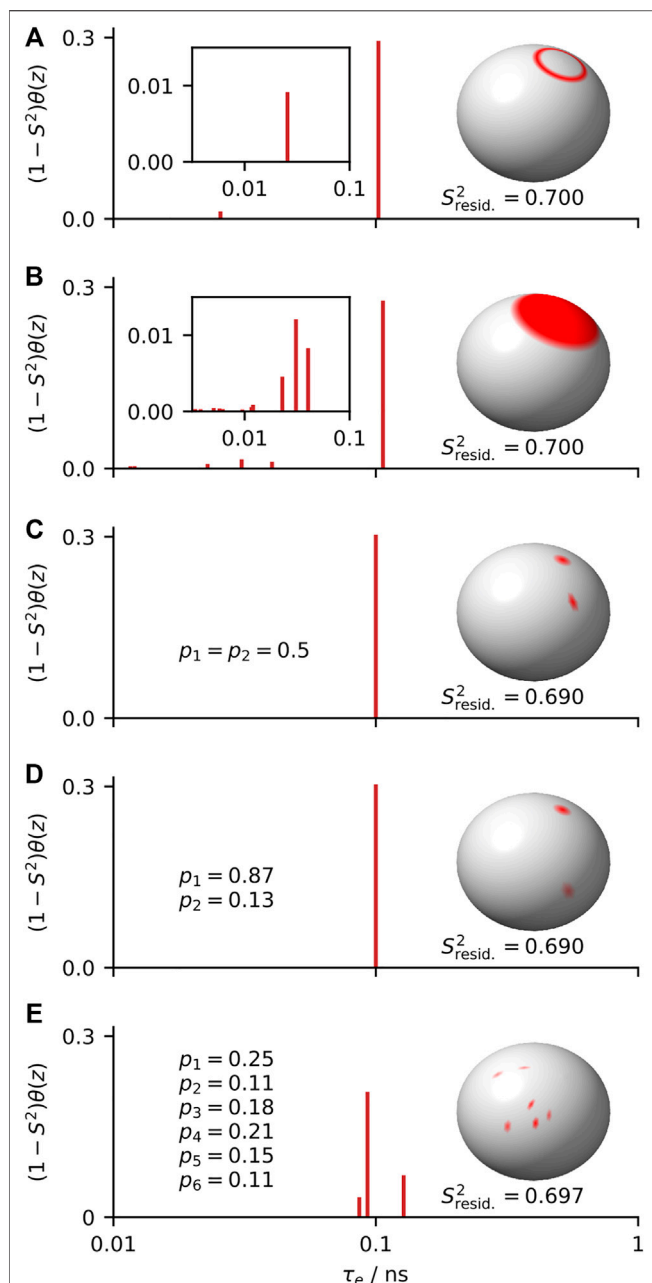 A
0.3
0.0
(1 − S²)θ(z)
0.01
0.00
0.01
0.1
S²resid. = 0.700
B
0.3
0.0
(1 − S²)θ(z)
0.01
0.00
0.01
0.1
S²resid. = 0.700
C
0.3
0.0
(1 − S²)θ(z)
p₁ = p₂ = 0.5
S²resid. = 0.690
D
0.3
0.0
(1 − S²)θ(z)
p₁ = 0.87
p₂ = 0.13
S²resid. = 0.690
E
0.3
0
(1 − S²)θ(z)
p₁ = 0.25
p₂ = 0.11
p₃ = 0.18
p₄ = 0.21
p₅ = 0.15
p₆ = 0.11
S²resid. = 0.697
0.01
0.1
1
τₑ / ns